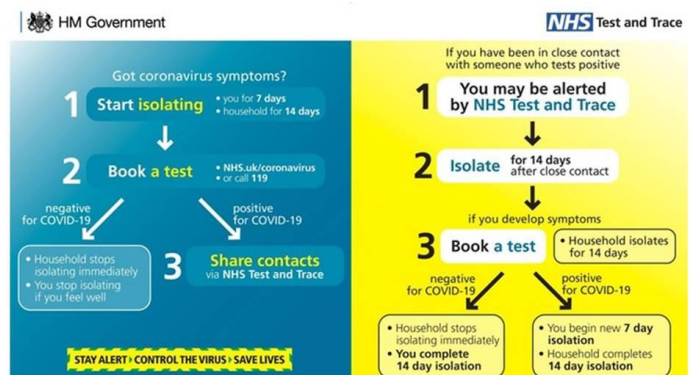 HM Government
NHS Test and Trace
Got coronavirus symptoms?
1 Start isolating
• you for 7 days
• household for 14 days
2 Book a test
• NHS.uk/coronavirus
• or call 119
negative
for COVID-19
positive
for COVID-19
• Household stops
isolating immediately
• You stop isolating
if you feel well
3 Share contacts
via NHS Test and Trace
STAY ALERT › CONTROL THE VIRUS › SAVE LIVES
If you have been in close contact
with someone who tests positive
1 You may be alerted
by NHS Test and Trace
2 Isolate
for 14 days
after close contact
if you develop symptoms
3 Book a test
• Household isolates
for 14 days
negative
for COVID-19
positive
for COVID-19
• Household stops
isolating immediately
• You complete
14 day isolation
• You begin new 7 day
isolation
• Household completes
14 day isolation